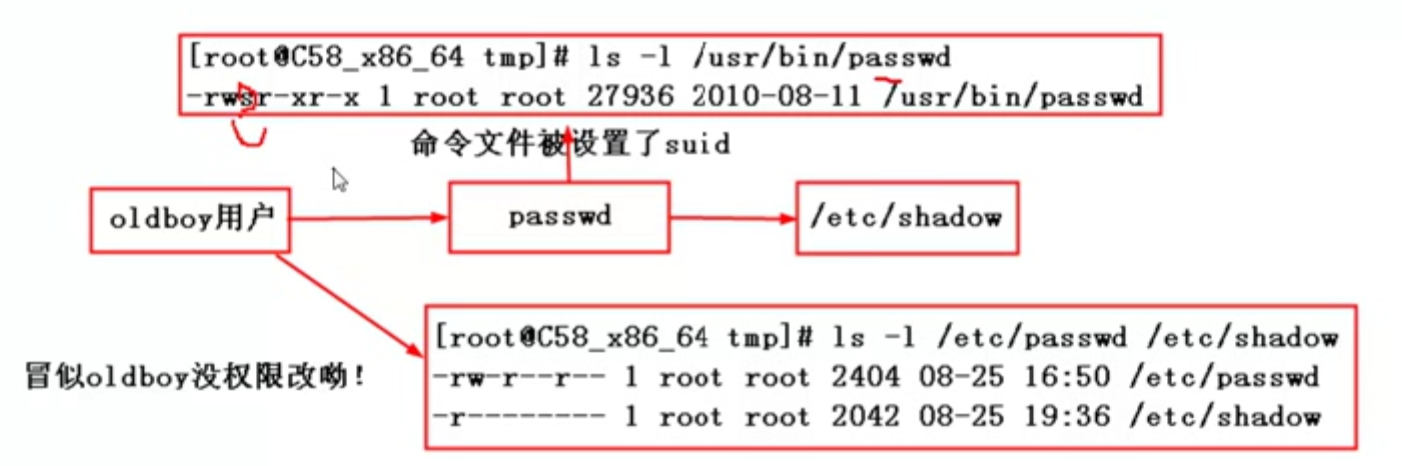 [root@C58_x86_64 tmp]# ls -l /usr/bin/passwd
-rwsr-xr-x 1 root root 27936 2010-08-11 /usr/bin/passwd
命令文件被设置了suid
oldboy用户
passwd
/etc/shadow
[root@C58_x86_64 tmp]# ls -l /etc/passwd /etc/shadow
-rw-r--r-- 1 root root 2404 08-25 16:50 /etc/passwd
-r-------- 1 root root 2042 08-25 19:36 /etc/shadow
冒似oldboy没权限改呦!